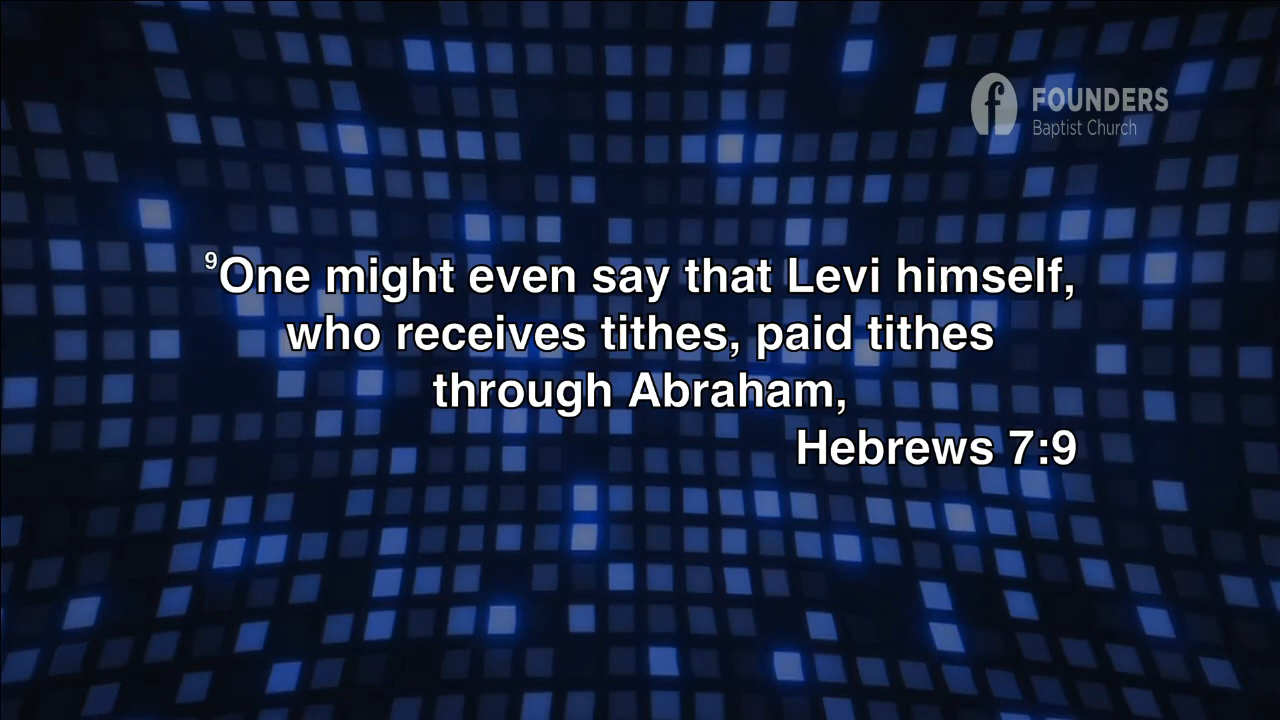 FOUNDERS
Baptist Church
⁹One might even say that Levi himself,
who receives tithes, paid tithes
through Abraham,
Hebrews 7:9